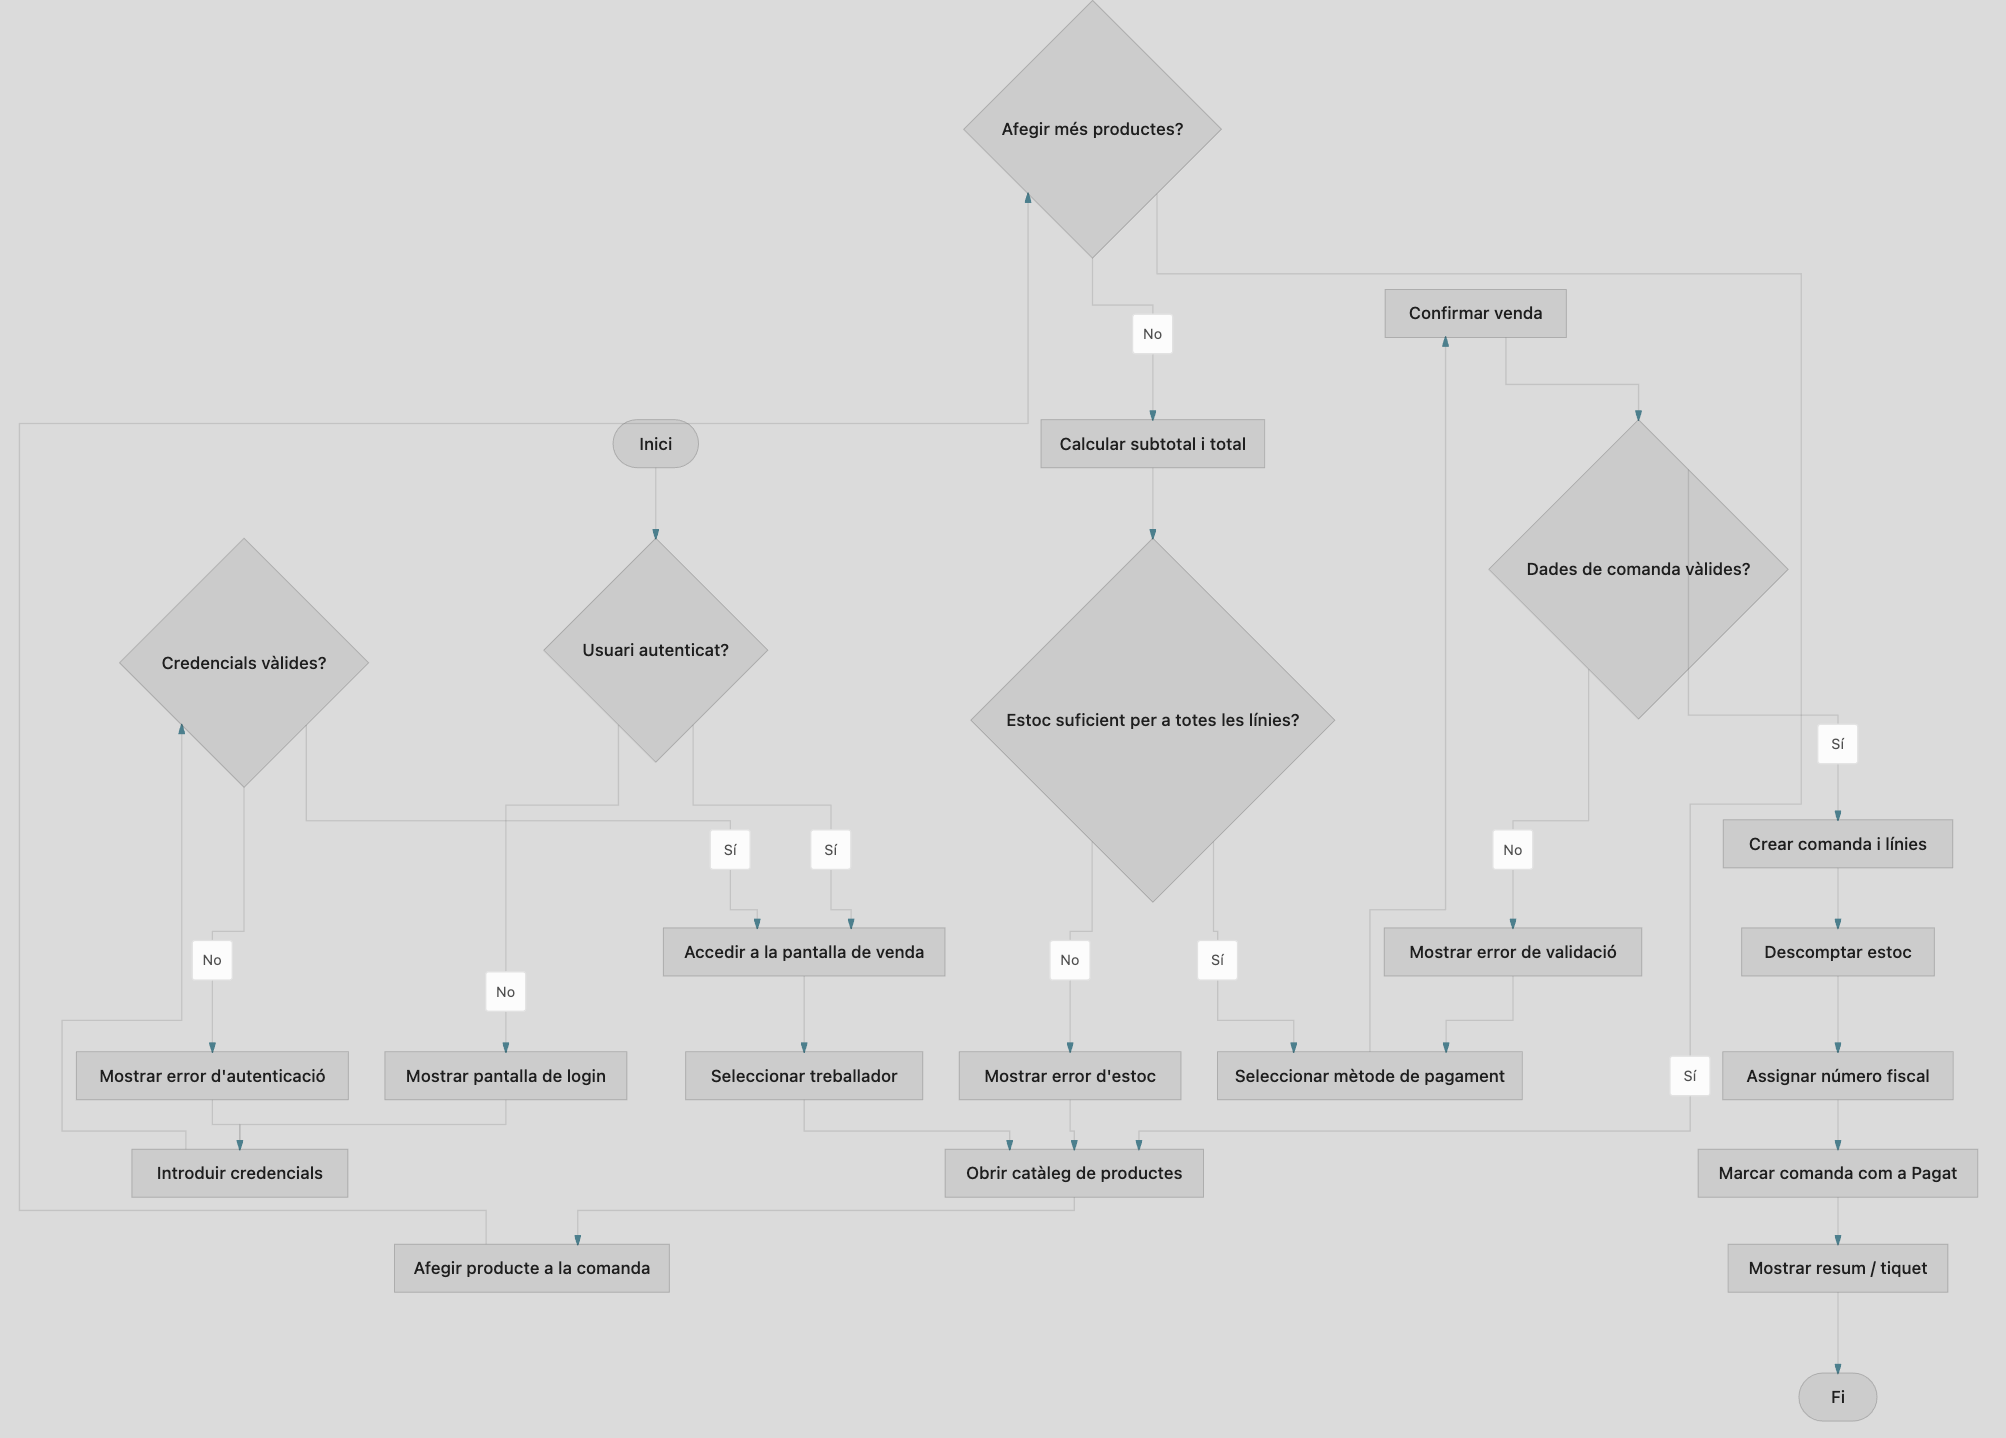 Afegir més productes?
Confirmar venda
No
Inici
Calcular subtotal i total
Dades de comanda vàlides?
Credencials vàlides?
Usuari autenticat?
Estoc suficient per a totes les línies?
Sí
Sí
Sí
No
Crear comanda i línies
No
No
Sí
No
Accedir a la pantalla de venda
Mostrar error de validació
Descomptar estoc
Mostrar error d'autenticació
Mostrar pantalla de login
Seleccionar treballador
Mostrar error d'estoc
Seleccionar mètode de pagament
Sí
Assignar número fiscal
Introduir credencials
Obrir catàleg de productes
Marcar comanda com a Pagat
Afegir producte a la comanda
Mostrar resum / tiquet
Fi